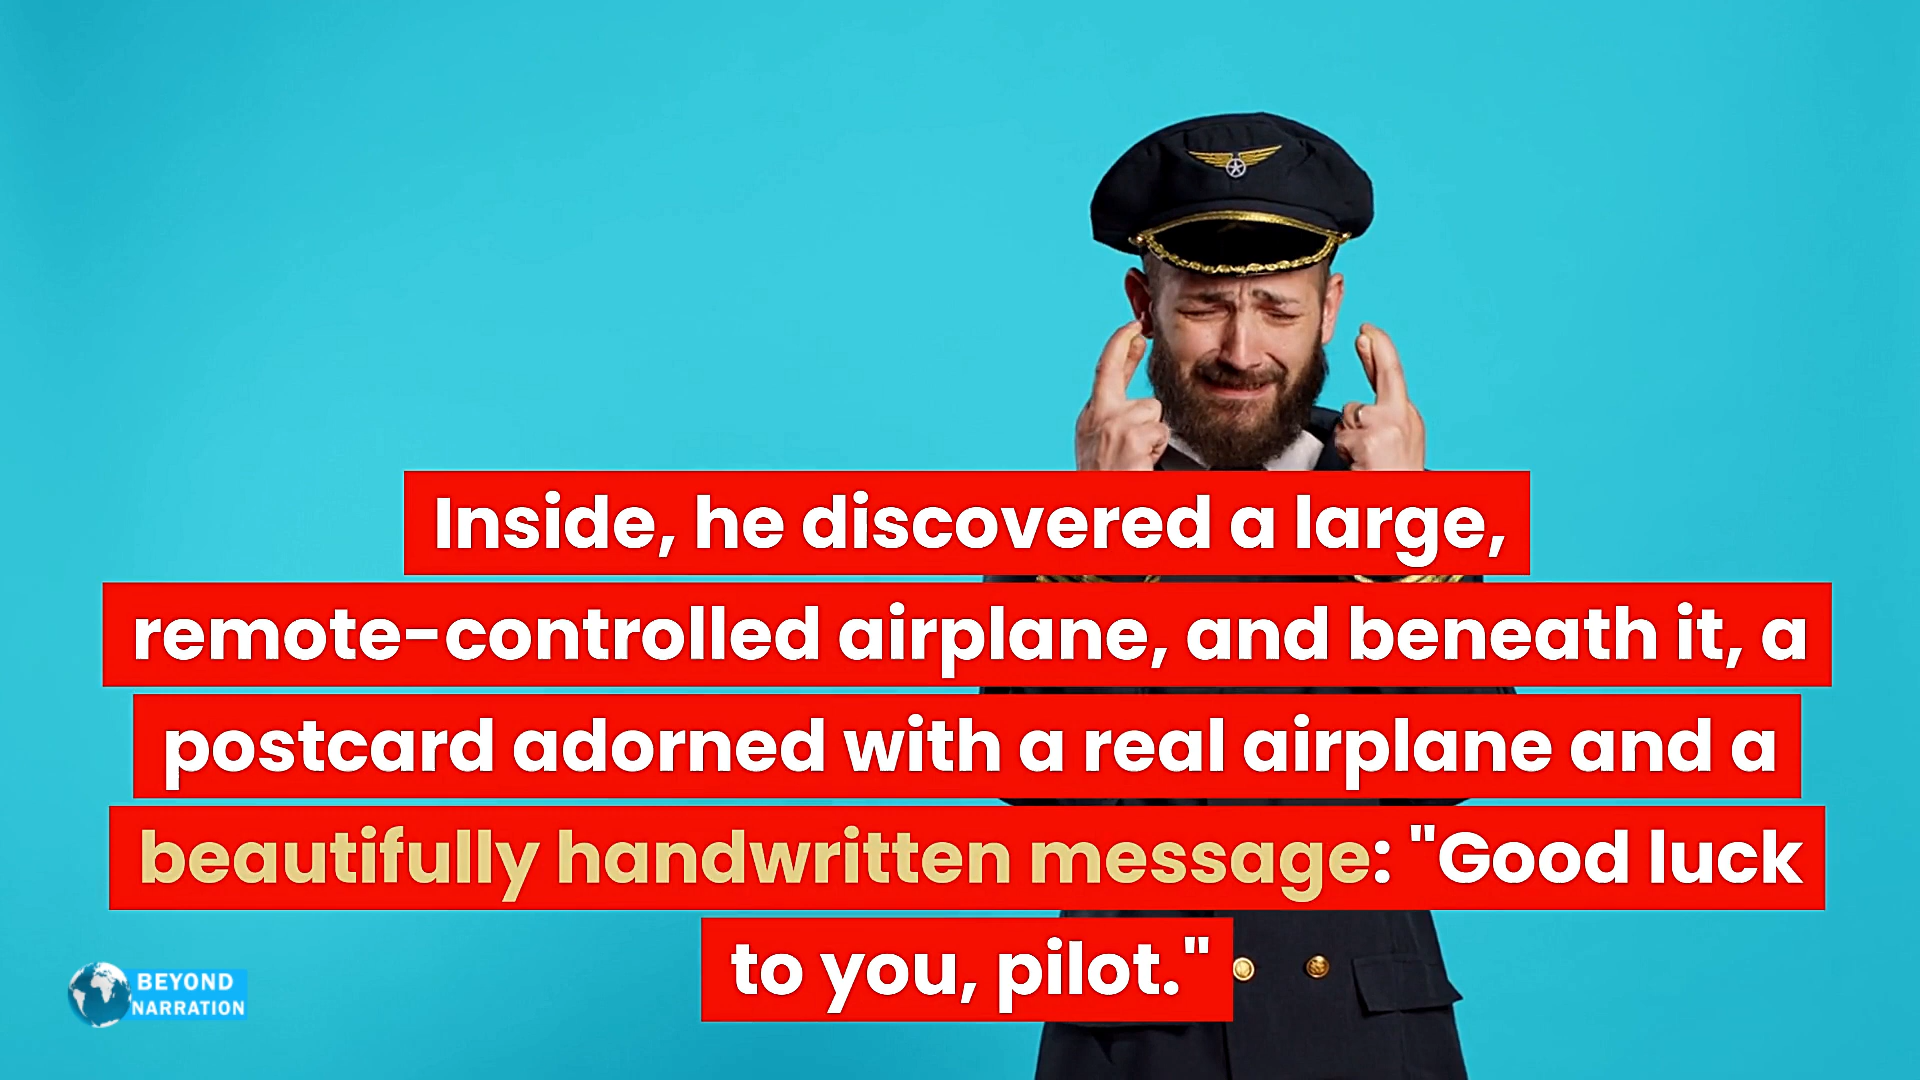 Inside, he discovered a large,
remote-controlled airplane, and beneath it, a
postcard adorned with a real airplane and a
beautifully handwritten message: "Good luck
to you, pilot."
BEYOND
NARRATION